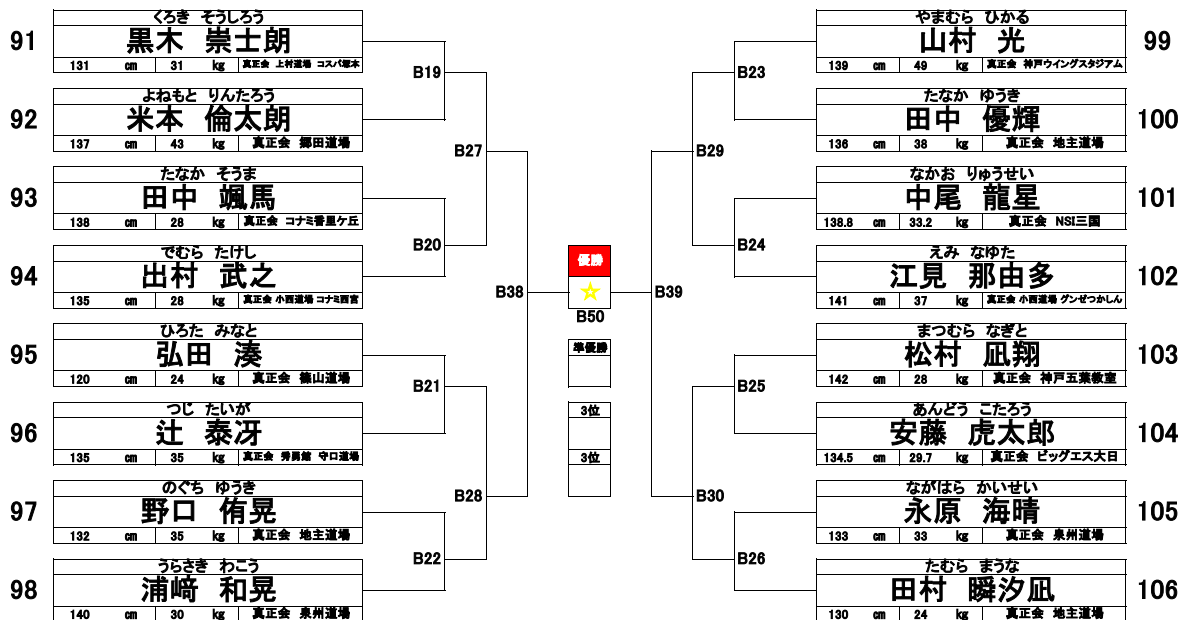 91
くろき そうしろう
黒木 崇士朗
131 cm 31 kg 真正会 上村道場 コスパ塚本
92
よねもと りんたろう
米本 倫太朗
137 cm 43 kg 真正会 郷田道場
93
たなか そうま
田中 颯馬
138 cm 28 kg 真正会 コナミ香里ケ丘
94
でむら たけし
出村 武之
135 cm 28 kg 真正会 小西道場 コナミ西宮
95
ひろた みなと
弘田 湊
120 cm 24 kg 真正会 篠山道場
96
つじ たいが
辻 泰冴
135 cm 35 kg 真正会 秀勇館 守口道場
97
のぐち ゆうき
野口 侑晃
132 cm 35 kg 真正会 地主道場
98
うらさき わこう
浦﨑 和晃
140 cm 30 kg 真正会 泉州道場
B19
B20
B21
B22
B27
B28
B38
優勝
☆
B50
準優勝
3位
3位
B39
B29
B30
B23
B24
B25
B26
やまむら ひかる
山村 光
139 cm 49 kg 真正会 神戸ウイングスタジアム
99
たなか ゆうき
田中 優輝
136 cm 38 kg 真正会 地主道場
100
なかお りゅうせい
中尾 龍星
138.8 cm 33.2 kg 真正会 NSI三国
101
えみ なゆた
江見 那由多
141 cm 37 kg 真正会 小西道場 グンゼつかしん
102
まつむら なぎと
松村 凪翔
142 cm 28 kg 真正会 神戸五葉教室
103
あんどう こたろう
安藤 虎太郎
134.5 cm 29.7 kg 真正会 ビッグエス大日
104
ながはら かいせい
永原 海晴
133 cm 33 kg 真正会 泉州道場
105
たむら まうな
田村 瞬汐凪
130 cm 24 kg 真正会 地主道場
106